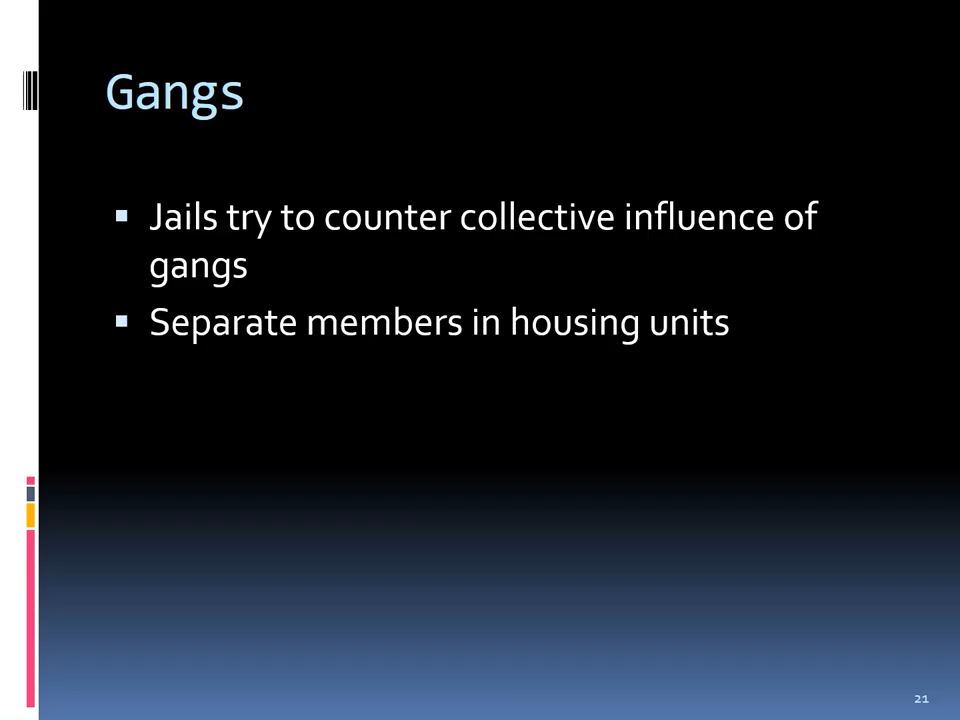 Gangs
▪ Jails try to counter collective influence of
gangs
▪ Separate members in housing units
21